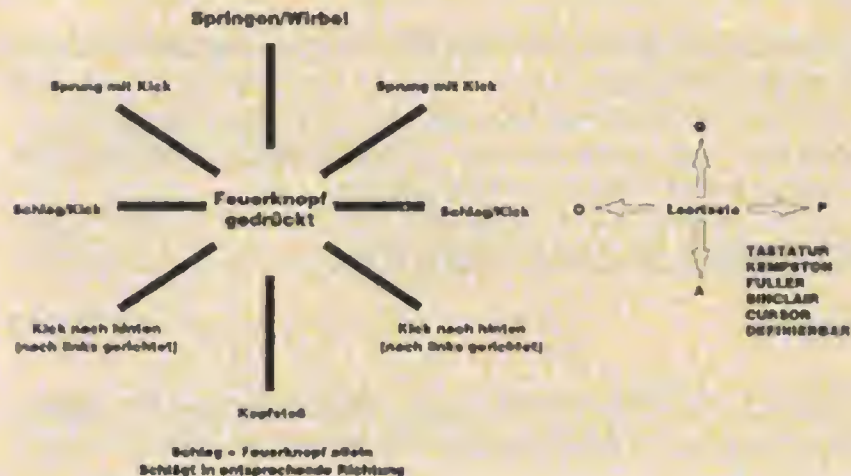 Springen/Wirbel
Sprung mit Kick
Sprung mit Kick
Feuerknopf
gedrückt
Schlag/Kick
Schlag/Kick
Kick nach hinten
(nach links gerichtet)
Kick nach hinten
(nach links gerichtet)
Kopfstoß
Schlag = Feuerknopf allein
Schlägt in entsprechende Richtung
Q
O
Leertaste
P
A
TASTATUR
KEMPSTON
FULLER
SINCLAIR
CURSOR
DEFINIERBAR